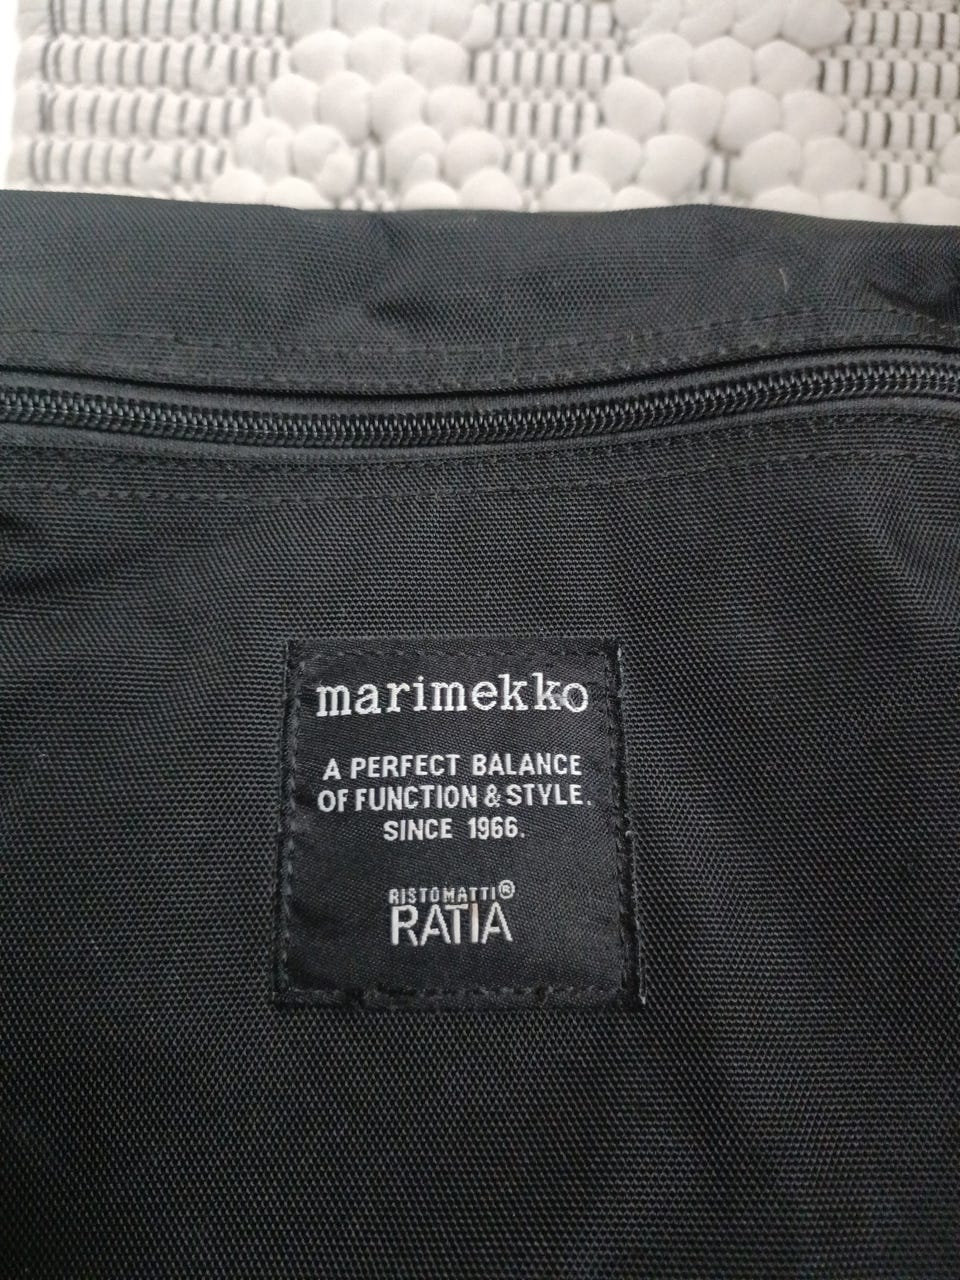 marimekko
A PERFECT BALANCE
OF FUNCTION & STYLE.
SINCE 1966.
RISTOMATTI®
RATIA